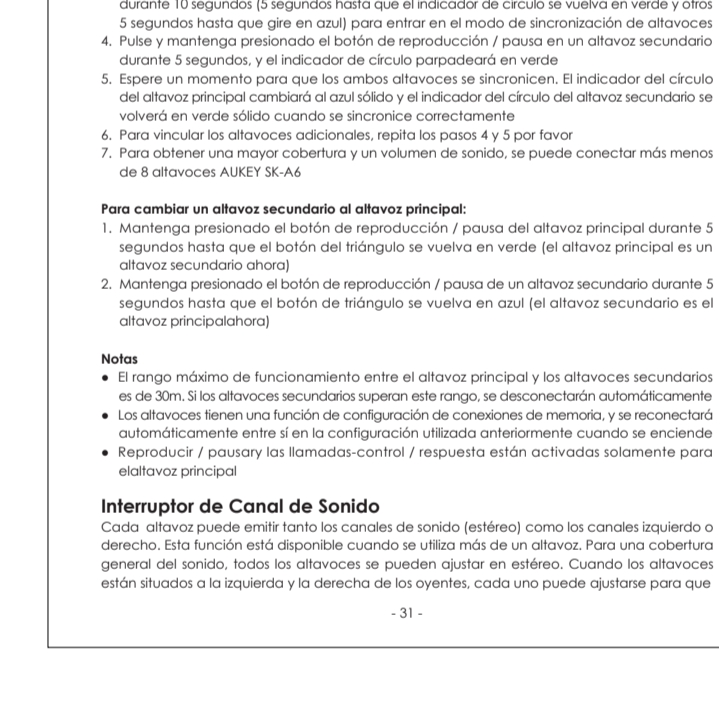 durante 10 segundos (5 segundos hasta que el indicador de círculo se vuelva en verde y otros
5 segundos hasta que gire en azul) para entrar en el modo de sincronización de altavoces
4. Pulse y mantenga presionado el botón de reproducción / pausa en un altavoz secundario
durante 5 segundos, y el indicador de círculo parpadeará en verde
5. Espere un momento para que los ambos altavoces se sincronicen. El indicador del círculo
del altavoz principal cambiará al azul sólido y el indicador del círculo del altavoz secundario se
volverá en verde sólido cuando se sincronice correctamente
6. Para vincular los altavoces adicionales, repita los pasos 4 y 5 por favor
7. Para obtener una mayor cobertura y un volumen de sonido, se puede conectar más menos
de 8 altavoces AUKEY SK-A6
Para cambiar un altavoz secundario al altavoz principal:
1. Mantenga presionado el botón de reproducción / pausa del altavoz principal durante 5
segundos hasta que el botón del triángulo se vuelva en verde (el altavoz principal es un
altavoz secundario ahora)
2. Mantenga presionado el botón de reproducción / pausa de un altavoz secundario durante 5
segundos hasta que el botón de triángulo se vuelva en azul (el altavoz secundario es el
altavoz principalahora)
Notas
● El rango máximo de funcionamiento entre el altavoz principal y los altavoces secundarios
es de 30m. Si los altavoces secundarios superan este rango, se desconectarán automáticamente
● Los altavoces tienen una función de configuración de conexiones de memoria, y se reconectará
automáticamente entre sí en la configuración utilizada anteriormente cuando se enciende
● Reproducir / pausary las llamadas-control / respuesta están activadas solamente para
elaltavoz principal
Interruptor de Canal de Sonido
Cada altavoz puede emitir tanto los canales de sonido (estéreo) como los canales izquierdo o
derecho. Esta función está disponible cuando se utiliza más de un altavoz. Para una cobertura
general del sonido, todos los altavoces se pueden ajustar en estéreo. Cuando los altavoces
están situados a la izquierda y la derecha de los oyentes, cada uno puede ajustarse para que
- 31 -